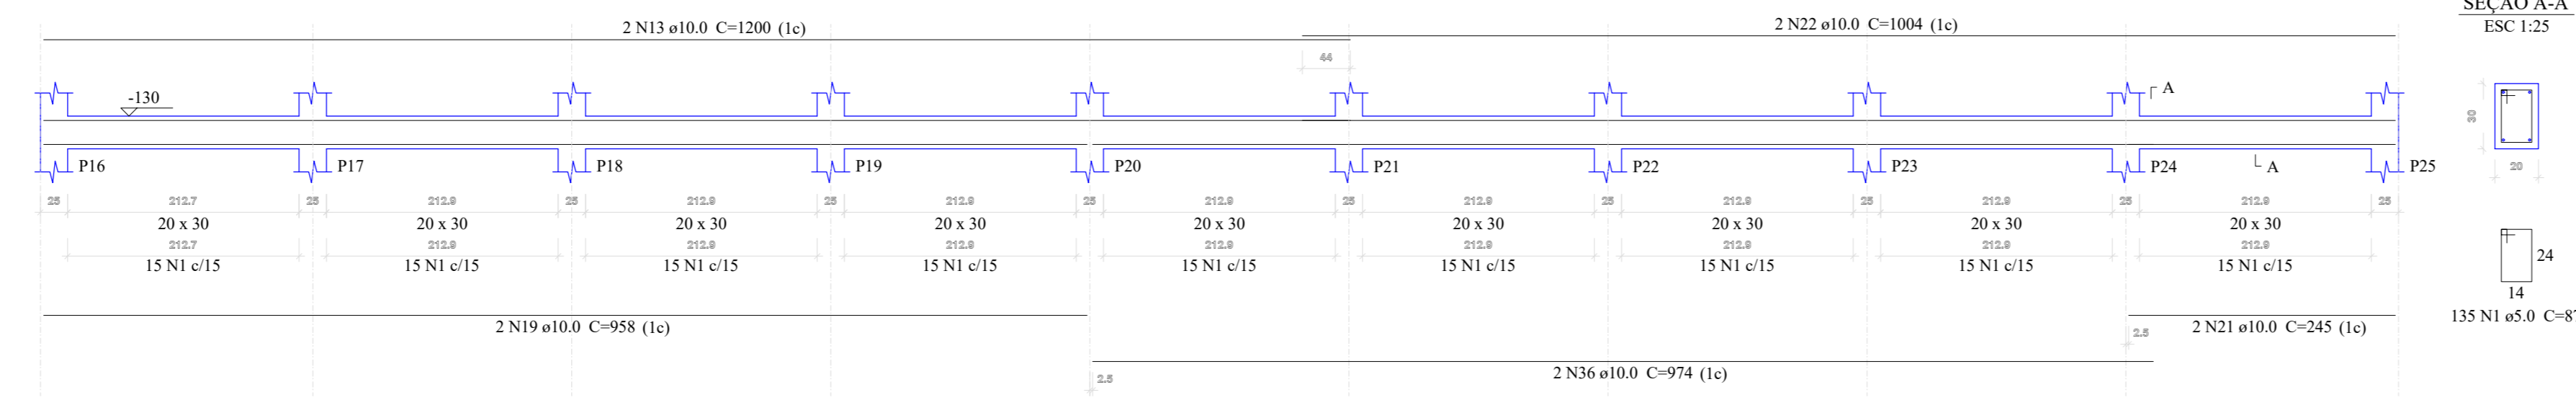 2 N13 ø10.0 C=1200 (1c)
2 N22 ø10.0 C=1004 (1c)
SEÇÃO A-A
ESC 1:25
44
-130
A
30
20
P16 P17 P18 P19 P20 P21 P22 P23 P24 A P25
25 212.7 25 212.9 25 212.9 25 212.9 25 212.9 25 212.9 25 212.9 25 212.9 25 212.9 25
20 x 30 20 x 30 20 x 30 20 x 30 20 x 30 20 x 30 20 x 30 20 x 30 20 x 30
212.7 212.9 212.9 212.9 212.9 212.9 212.9 212.9 212.9
15 N1 c/15 15 N1 c/15 15 N1 c/15 15 N1 c/15 15 N1 c/15 15 N1 c/15 15 N1 c/15 15 N1 c/15 15 N1 c/15
24
14
135 N1 ø5.0 C=87
2 N19 ø10.0 C=958 (1c)
2.5
2 N21 ø10.0 C=245 (1c)
2.5
2 N36 ø10.0 C=974 (1c)